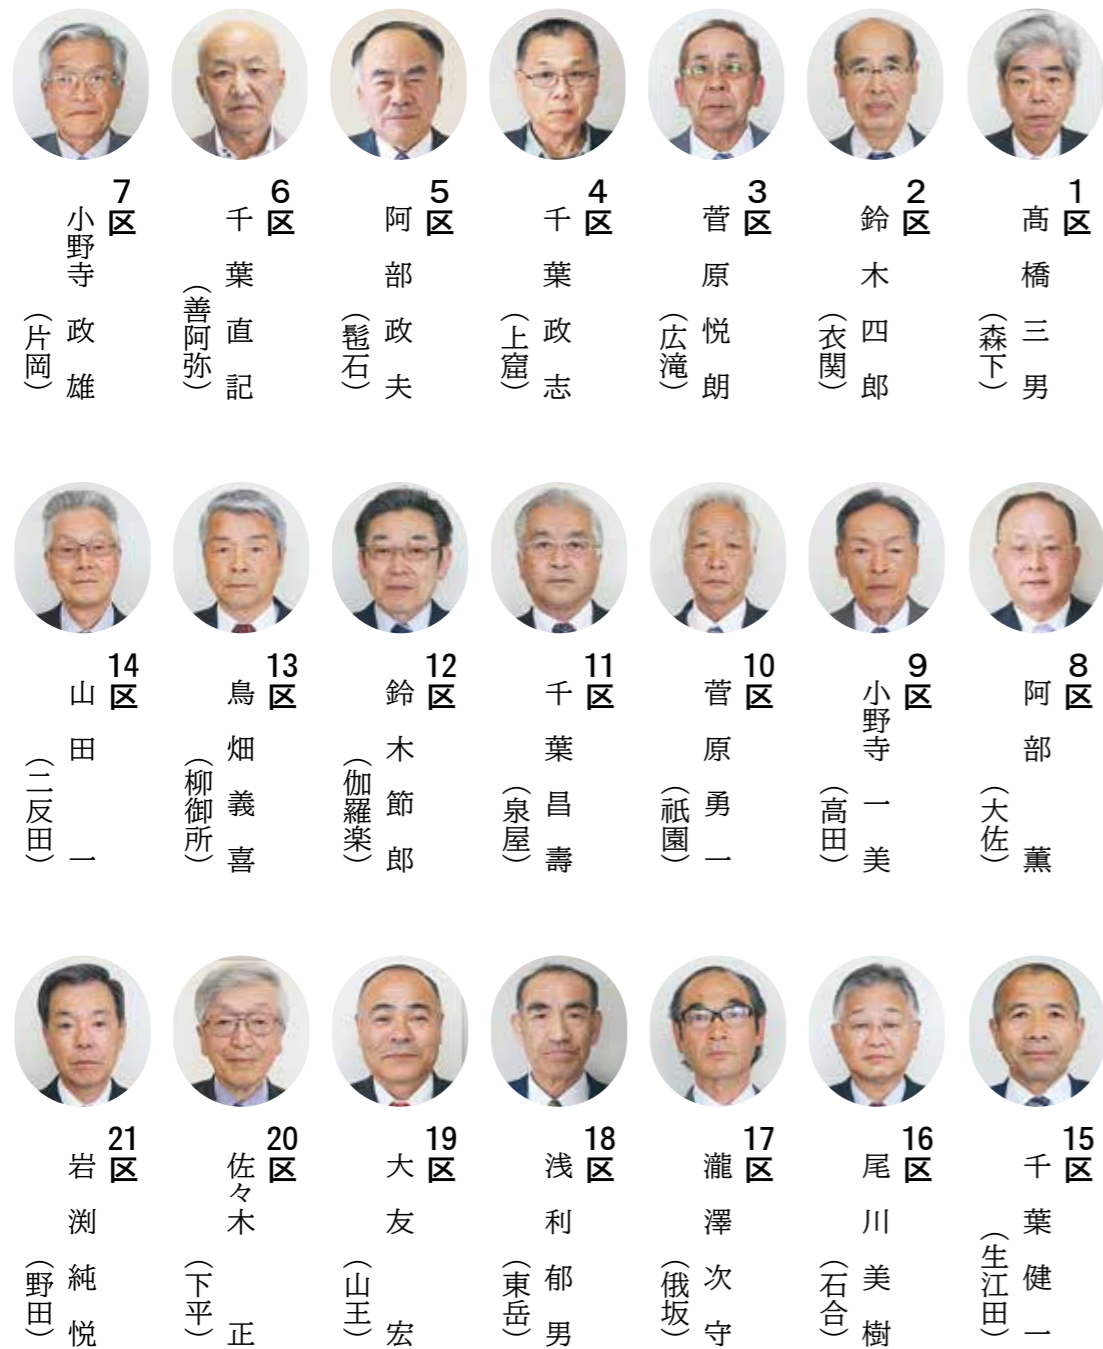 1区
髙橋三男
（森下）
2区
鈴木四郎
（衣関）
3区
菅原悦朗
（広滝）
4区
千葉政志
（上窟）
5区
阿部政夫
（髢石）
6区
千葉直記
（善阿弥）
7区
小野寺政雄
（片岡）
8区
阿部薫
（大佐）
9区
小野寺一美
（高田）
10区
菅原勇一
（祇園）
11区
千葉昌壽
（泉屋）
12区
鈴木節郎
（伽羅楽）
13区
鳥畑義喜
（柳御所）
14区
山田一
（二反田）
15区
千葉健一
（生江田）
16区
尾川美樹
（石合）
17区
瀧澤次守
（俄坂）
18区
浅利郁男
（東岳）
19区
大友宏
（山王）
20区
佐々木正
（下平）
21区
岩渕純悦
（野田）